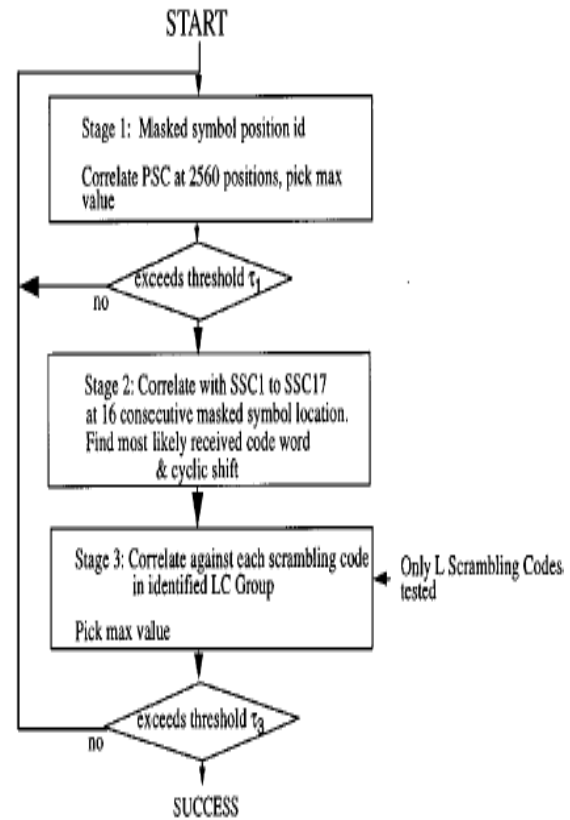 START
Stage 1: Masked symbol position id
Correlate PSC at 2560 positions, pick max
value
exceeds threshold τ1
no
Stage 2: Correlate with SSC1 to SSC17
at 16 consecutive masked symbol location.
Find most likely received code word
& cyclic shift
Stage 3: Correlate against each scrambling code
in identified LC Group
Pick max value
Only L Scrambling Codes
tested
exceeds threshold τ3
no
SUCCESS